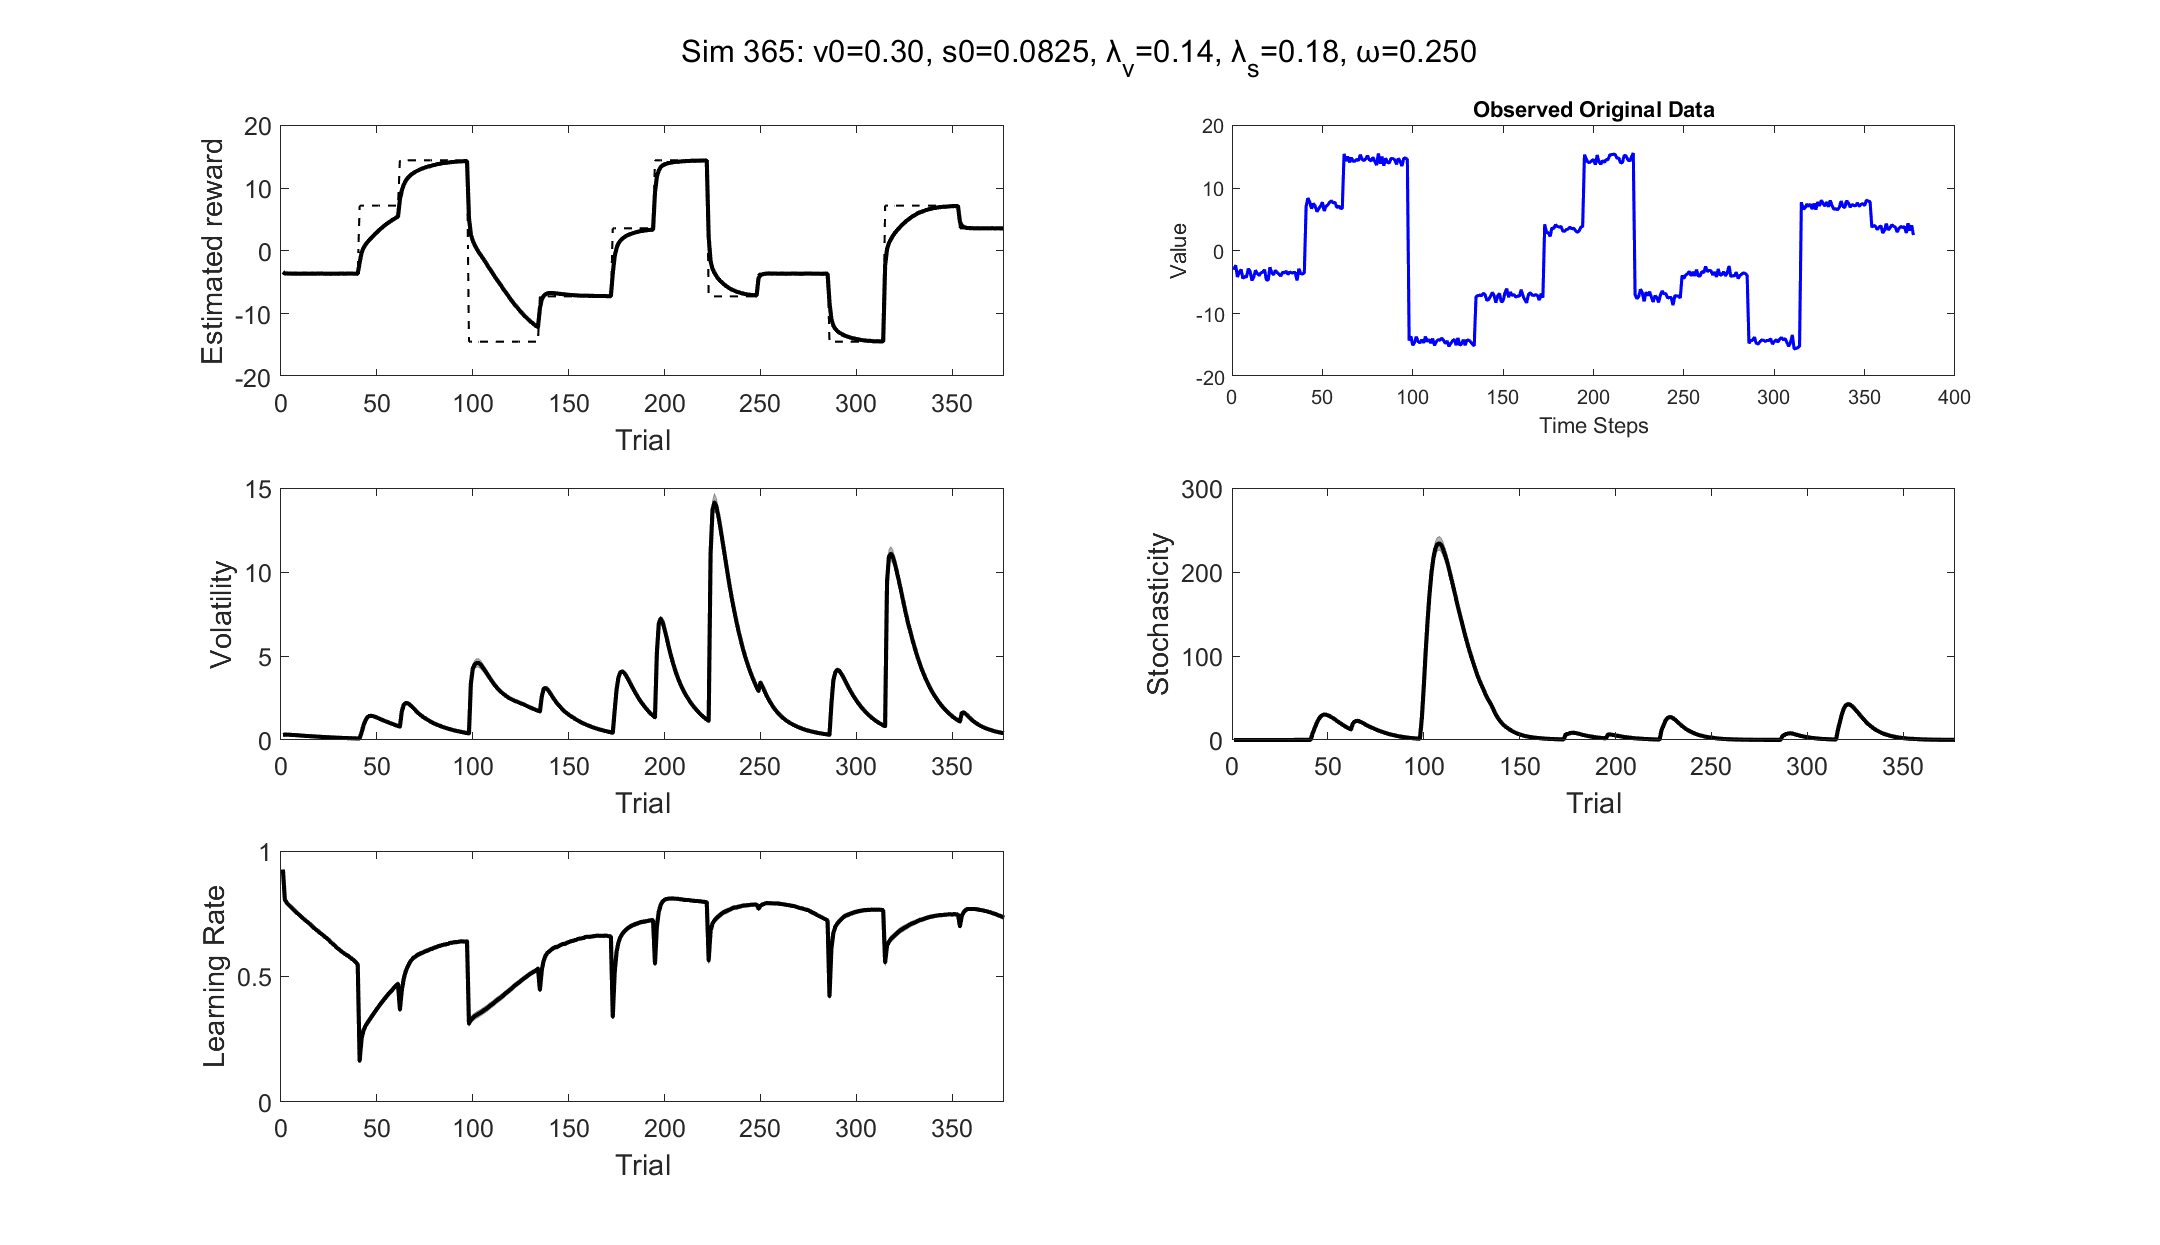 Sim 365: v0=0.30, s0=0.0825, λv=0.14, λs=0.18, ω=0.250
Estimated reward
20
10
0
-10
-20
0 50 100 150 200 250 300 350
Trial
Observed Original Data
Value
20
10
0
-10
-20
0 50 100 150 200 250 300 350 400
Time Steps
Volatility
15
10
5
0
0 50 100 150 200 250 300 350
Trial
Stochasticity
300
200
100
0
0 50 100 150 200 250 300 350
Trial
Learning Rate
1
0.5
0
0 50 100 150 200 250 300 350
Trial